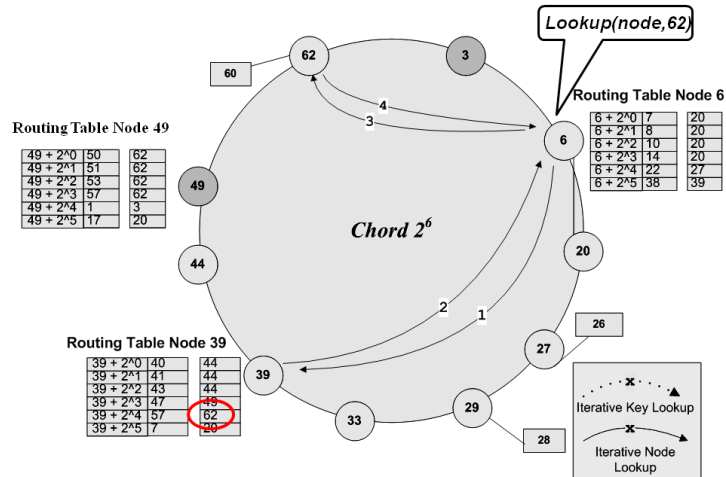 Lookup(node,62)
62
3
60
4
3
Routing Table Node 6
6 + 2^0 7 20
6 + 2^1 8 20
6 + 2^2 10 20
6 + 2^3 14 20
6 + 2^4 22 27
6 + 2^5 38 39
6
Routing Table Node 49
49 + 2^0 50 62
49 + 2^1 51 62
49 + 2^2 53 62
49 + 2^3 57 62
49 + 2^4 1 3
49 + 2^5 17 20
49
Chord 2^6
44
20
2
1
26
27
Routing Table Node 39
39 + 2^0 40 44
39 + 2^1 41 44
39 + 2^2 43 44
39 + 2^3 47 49
39 + 2^4 57 62
39 + 2^5 7 20
39
33
29
28
x
Iterative Key Lookup
x
Iterative Node
Lookup